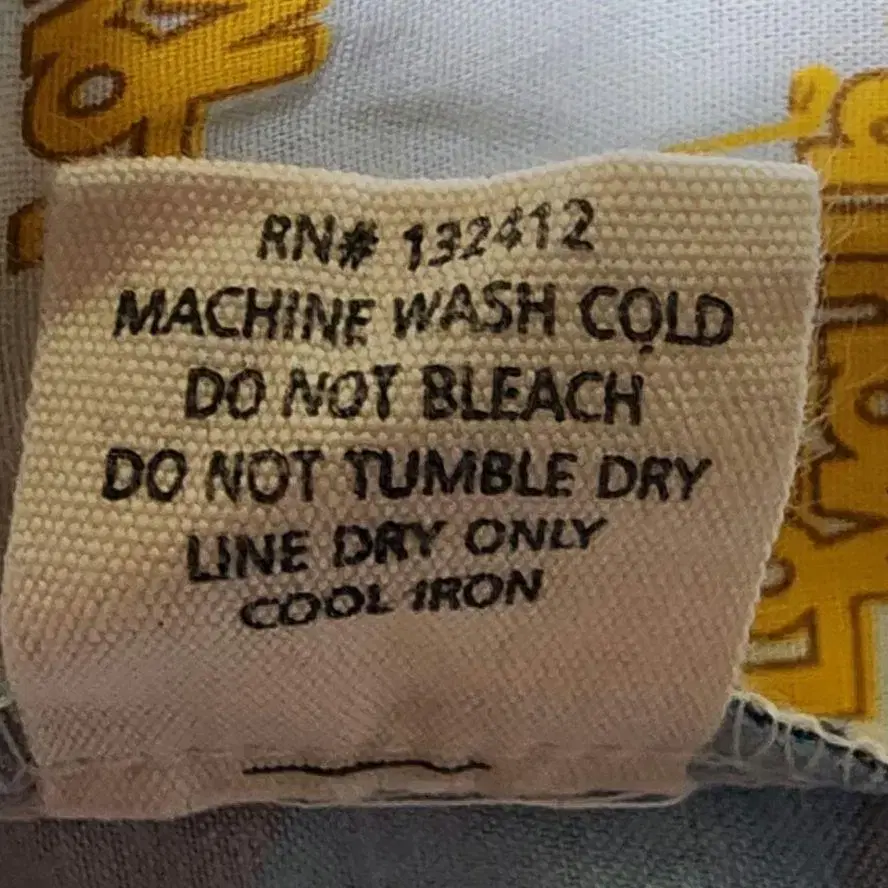 RN# 132412
MACHINE WASH COLD
DO NOT BLEACH
DO NOT TUMBLE DRY
LINE DRY ONLY
COOL IRON